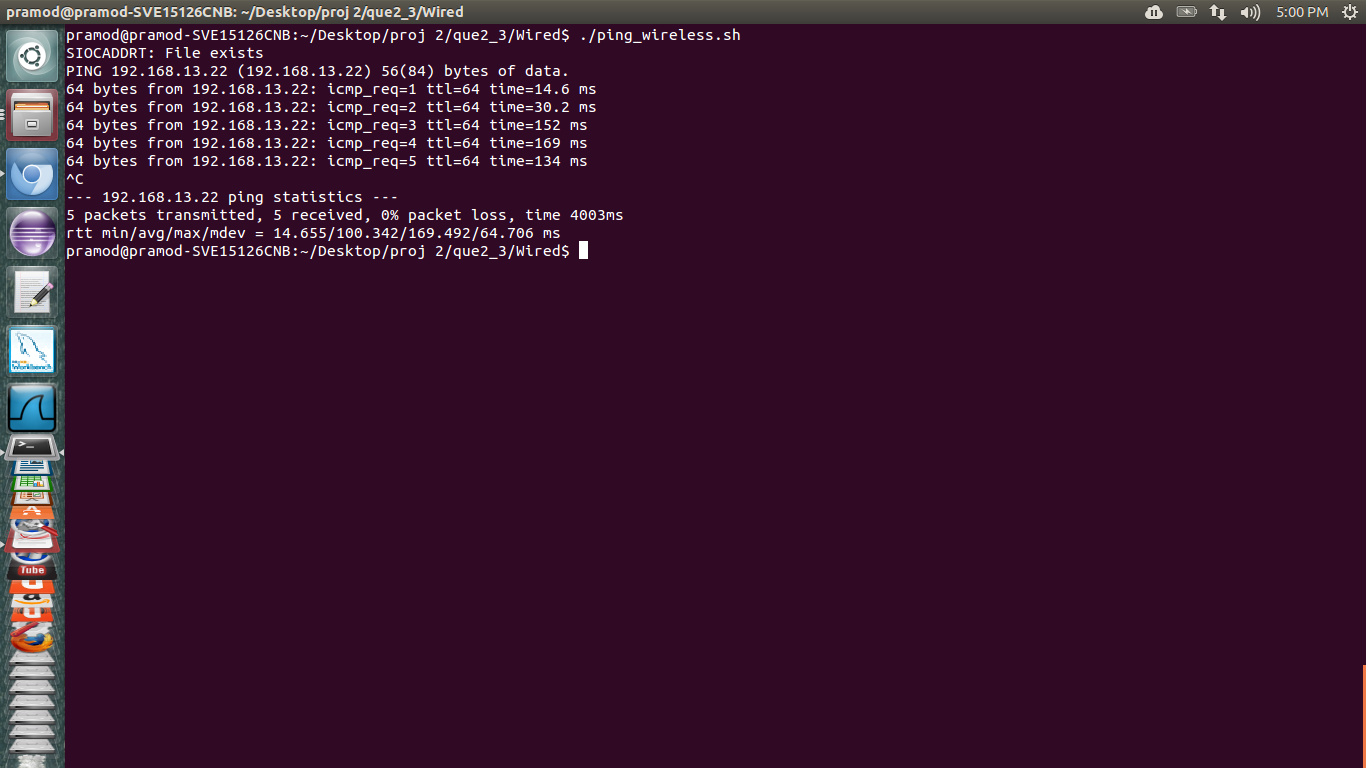 pramod@pramod-SVE15126CNB: ~/Desktop/proj 2/que2_3/Wired
5:00 PM
pramod@pramod-SVE15126CNB:~/Desktop/proj 2/que2_3/Wired$ ./ping_wireless.sh
SIOCADDRT: File exists
PING 192.168.13.22 (192.168.13.22) 56(84) bytes of data.
64 bytes from 192.168.13.22: icmp_req=1 ttl=64 time=14.6 ms
64 bytes from 192.168.13.22: icmp_req=2 ttl=64 time=30.2 ms
64 bytes from 192.168.13.22: icmp_req=3 ttl=64 time=152 ms
64 bytes from 192.168.13.22: icmp_req=4 ttl=64 time=169 ms
64 bytes from 192.168.13.22: icmp_req=5 ttl=64 time=134 ms
^C
--- 192.168.13.22 ping statistics ---
5 packets transmitted, 5 received, 0% packet loss, time 4003ms
rtt min/avg/max/mdev = 14.655/100.342/169.492/64.706 ms
pramod@pramod-SVE15126CNB:~/Desktop/proj 2/que2_3/Wired$
>_
A
Tube
a
u